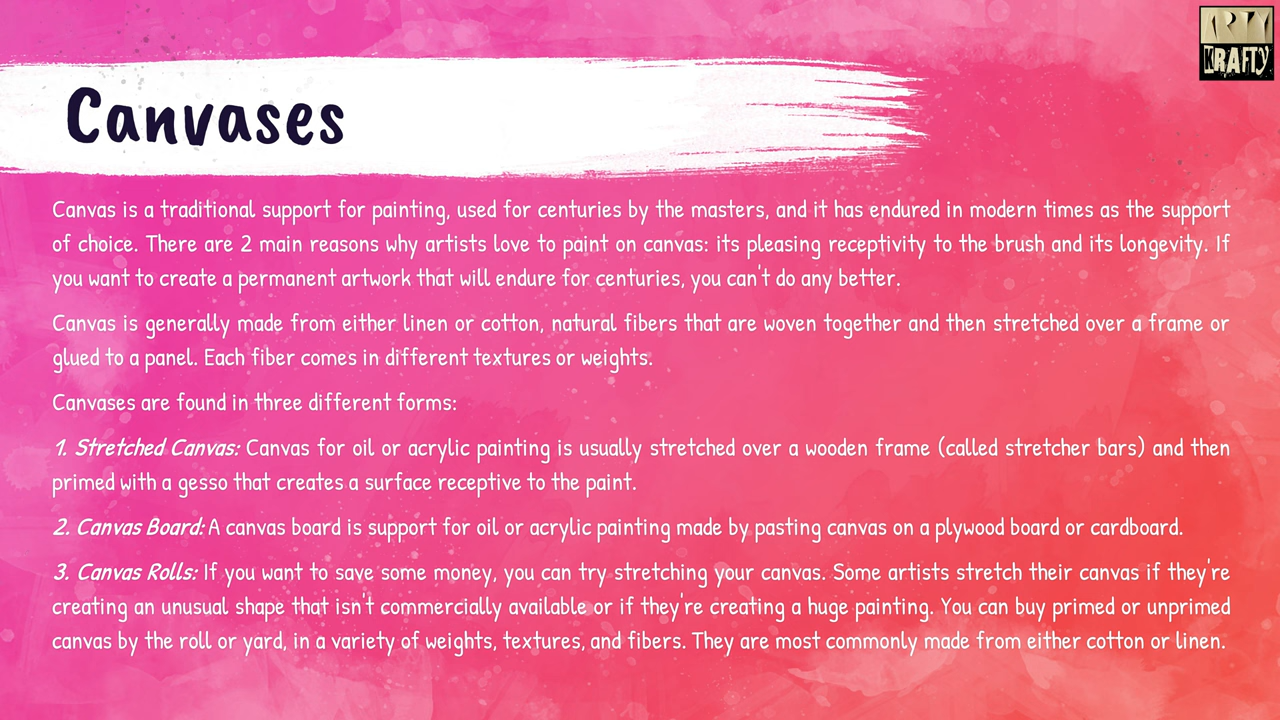 ARTY
KRAFTY
Canvases
Canvas is a traditional support for painting, used for centuries by the masters, and it has endured in modern times as the support
of choice. There are 2 main reasons why artists love to paint on canvas: its pleasing receptivity to the brush and its longevity. If
you want to create a permanent artwork that will endure for centuries, you can't do any better.
Canvas is generally made from either linen or cotton, natural fibers that are woven together and then stretched over a frame or
glued to a panel. Each fiber comes in different textures or weights.
Canvases are found in three different forms:
1. Stretched Canvas: Canvas for oil or acrylic painting is usually stretched over a wooden frame (called stretcher bars) and then
primed with a gesso that creates a surface receptive to the paint.
2. Canvas Board: A canvas board is support for oil or acrylic painting made by pasting canvas on a plywood board or cardboard.
3. Canvas Rolls: If you want to save some money, you can try stretching your canvas. Some artists stretch their canvas if they're
creating an unusual shape that isn't commercially available or if they're creating a huge painting. You can buy primed or unprimed
canvas by the roll or yard, in a variety of weights, textures, and fibers. They are most commonly made from either cotton or linen.